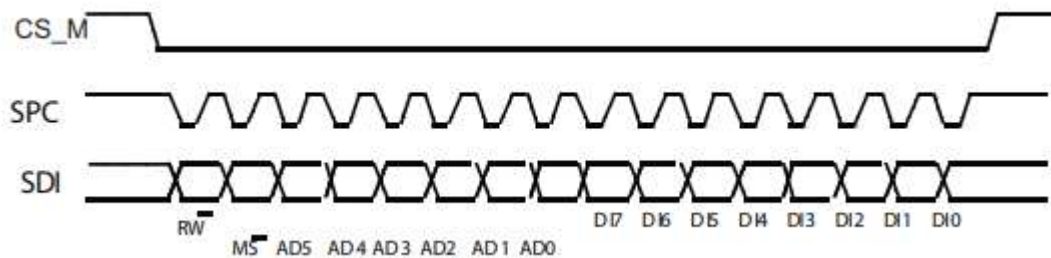 CS_M
SPC
SDI
RW DI7 DI6 DI5 DI4 DI3 DI2 DI1 DI0
MS AD5 AD4 AD3 AD2 AD1 AD0